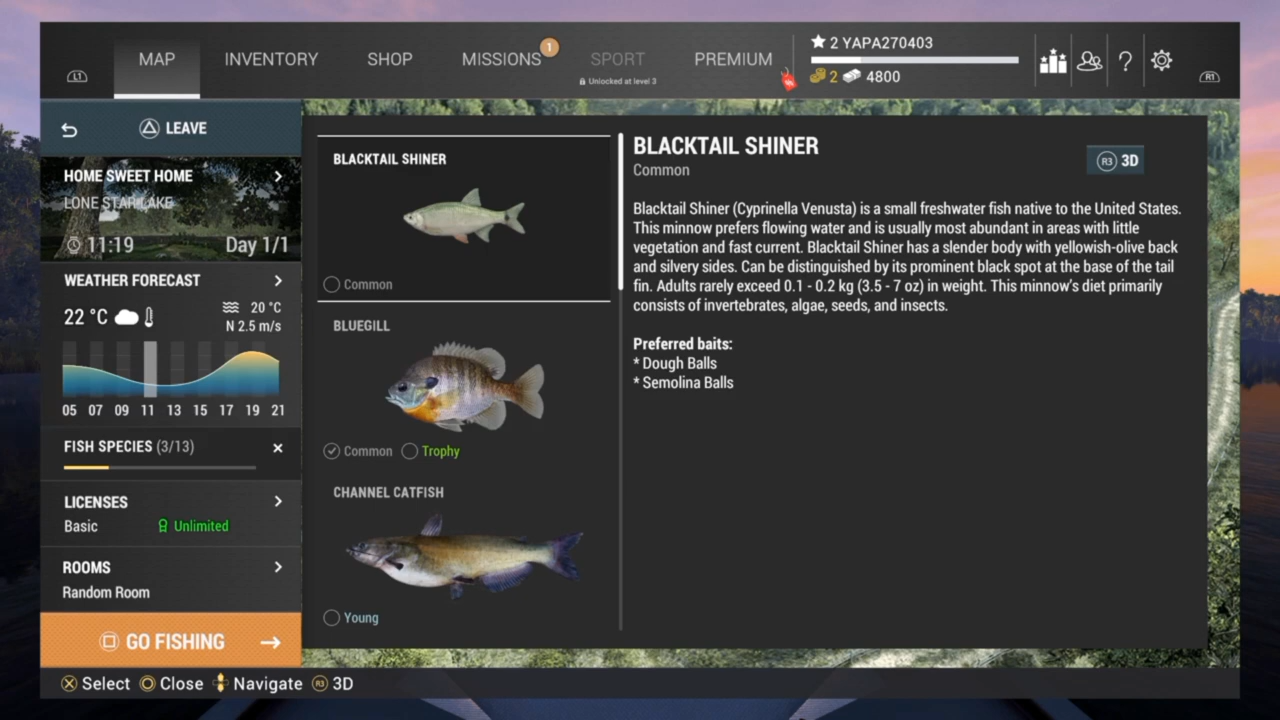 L1
MAP
INVENTORY
SHOP
MISSIONS
1
SPORT
Unlocked at level 3
PREMIUM
2 YAPA270403
2 4800
?
R1
LEAVE
HOME SWEET HOME
LONE STAR LAKE
11:19 Day 1/1
WEATHER FORECAST
22 °C
20 °C
N 2.5 m/s
05 07 09 11 13 15 17 19 21
FISH SPECIES (3/13)
LICENSES
Basic Unlimited
ROOMS
Random Room
GO FISHING
BLACKTAIL SHINER
Common
BLUEGILL
Common Trophy
CHANNEL CATFISH
Young
BLACKTAIL SHINER
Common
R3 3D
Blacktail Shiner (Cyprinella Venusta) is a small freshwater fish native to the United States.
This minnow prefers flowing water and is usually most abundant in areas with little
vegetation and fast current. Blacktail Shiner has a slender body with yellowish-olive back
and silvery sides. Can be distinguished by its prominent black spot at the base of the tail
fin. Adults rarely exceed 0.1 - 0.2 kg (3.5 - 7 oz) in weight. This minnow's diet primarily
consists of invertebrates, algae, seeds, and insects.
Preferred baits:
* Dough Balls
* Semolina Balls
Select Close Navigate R3 3D